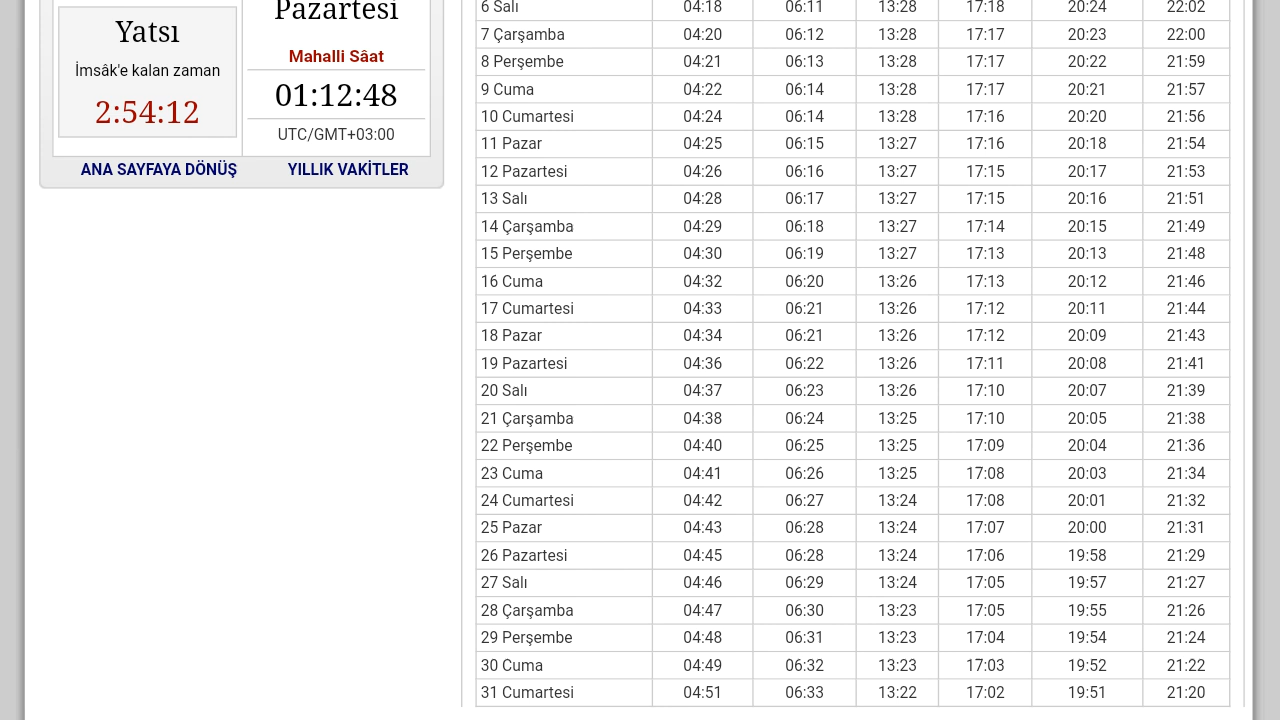 Yatsı
İmsâk'e kalan zaman
2:54:12
Pazartesi
Mahalli Sâat
01:12:48
UTC/GMT+03:00
ANA SAYFAYA DÖNÜŞ YILLIK VAKİTLER
6 Salı 04:18 06:11 13:28 17:18 20:24 22:02
7 Çarşamba 04:20 06:12 13:28 17:17 20:23 22:00
8 Perşembe 04:21 06:13 13:28 17:17 20:22 21:59
9 Cuma 04:22 06:14 13:28 17:17 20:21 21:57
10 Cumartesi 04:24 06:14 13:28 17:16 20:20 21:56
11 Pazar 04:25 06:15 13:27 17:16 20:18 21:54
12 Pazartesi 04:26 06:16 13:27 17:15 20:17 21:53
13 Salı 04:28 06:17 13:27 17:15 20:16 21:51
14 Çarşamba 04:29 06:18 13:27 17:14 20:15 21:49
15 Perşembe 04:30 06:19 13:27 17:13 20:13 21:48
16 Cuma 04:32 06:20 13:26 17:13 20:12 21:46
17 Cumartesi 04:33 06:21 13:26 17:12 20:11 21:44
18 Pazar 04:34 06:21 13:26 17:12 20:09 21:43
19 Pazartesi 04:36 06:22 13:26 17:11 20:08 21:41
20 Salı 04:37 06:23 13:26 17:10 20:07 21:39
21 Çarşamba 04:38 06:24 13:25 17:10 20:05 21:38
22 Perşembe 04:40 06:25 13:25 17:09 20:04 21:36
23 Cuma 04:41 06:26 13:25 17:08 20:03 21:34
24 Cumartesi 04:42 06:27 13:24 17:08 20:01 21:32
25 Pazar 04:43 06:28 13:24 17:07 20:00 21:31
26 Pazartesi 04:45 06:28 13:24 17:06 19:58 21:29
27 Salı 04:46 06:29 13:24 17:05 19:57 21:27
28 Çarşamba 04:47 06:30 13:23 17:05 19:55 21:26
29 Perşembe 04:48 06:31 13:23 17:04 19:54 21:24
30 Cuma 04:49 06:32 13:23 17:03 19:52 21:22
31 Cumartesi 04:51 06:33 13:22 17:02 19:51 21:20